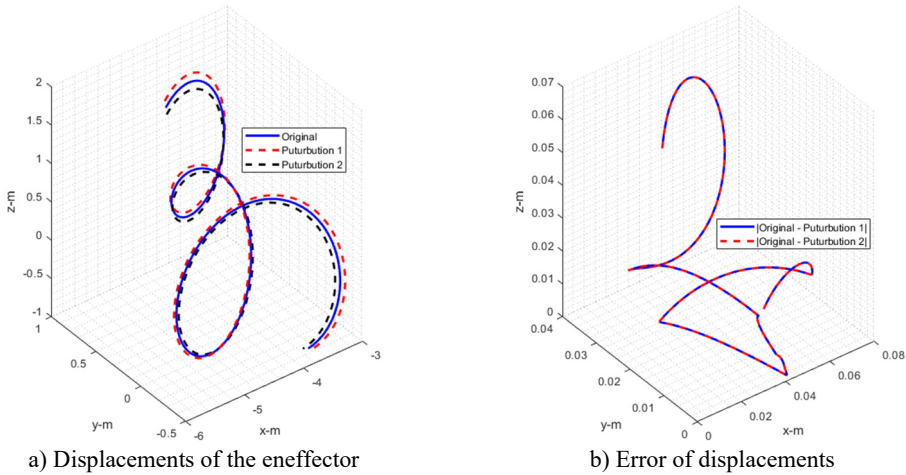 2
1.5
1
0.5
0
-0.5
-1
z-m
1
0.5
0
-0.5
y-m
-6
-5
-4
-3
x-m
Original
Puturbution 1
Puturbution 2
a) Displacements of the eneffector
0.07
0.06
0.05
0.04
0.03
0.02
0.01
0
z-m
0.04
0.03
0.02
0.01
0
y-m
0
0.02
0.04
0.06
0.08
x-m
|Original - Puturbution 1|
|Original - Puturbution 2|
b) Error of displacements